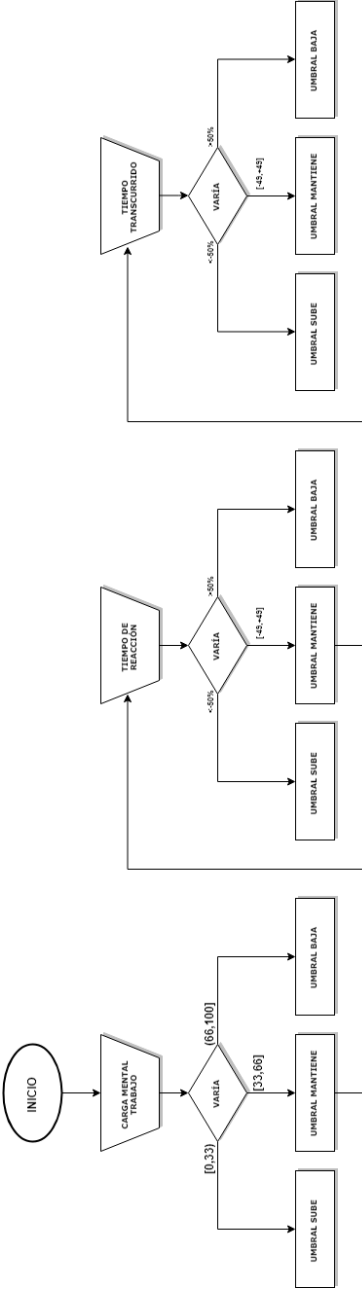 INICIO
CARGA MENTAL
TRABAJO
VARÍA
[0,33)
(66,100]
[33,66]
UMBRAL SUBE
UMBRAL MANTIENE
UMBRAL BAJA
TIEMPO DE
REACCIÓN
VARÍA
<-50%
>50%
[-49,+49]
UMBRAL SUBE
UMBRAL MANTIENE
UMBRAL BAJA
TIEMPO
TRANSCURRIDO
VARÍA
<-50%
>50%
[-49,+49]
UMBRAL SUBE
UMBRAL MANTIENE
UMBRAL BAJA